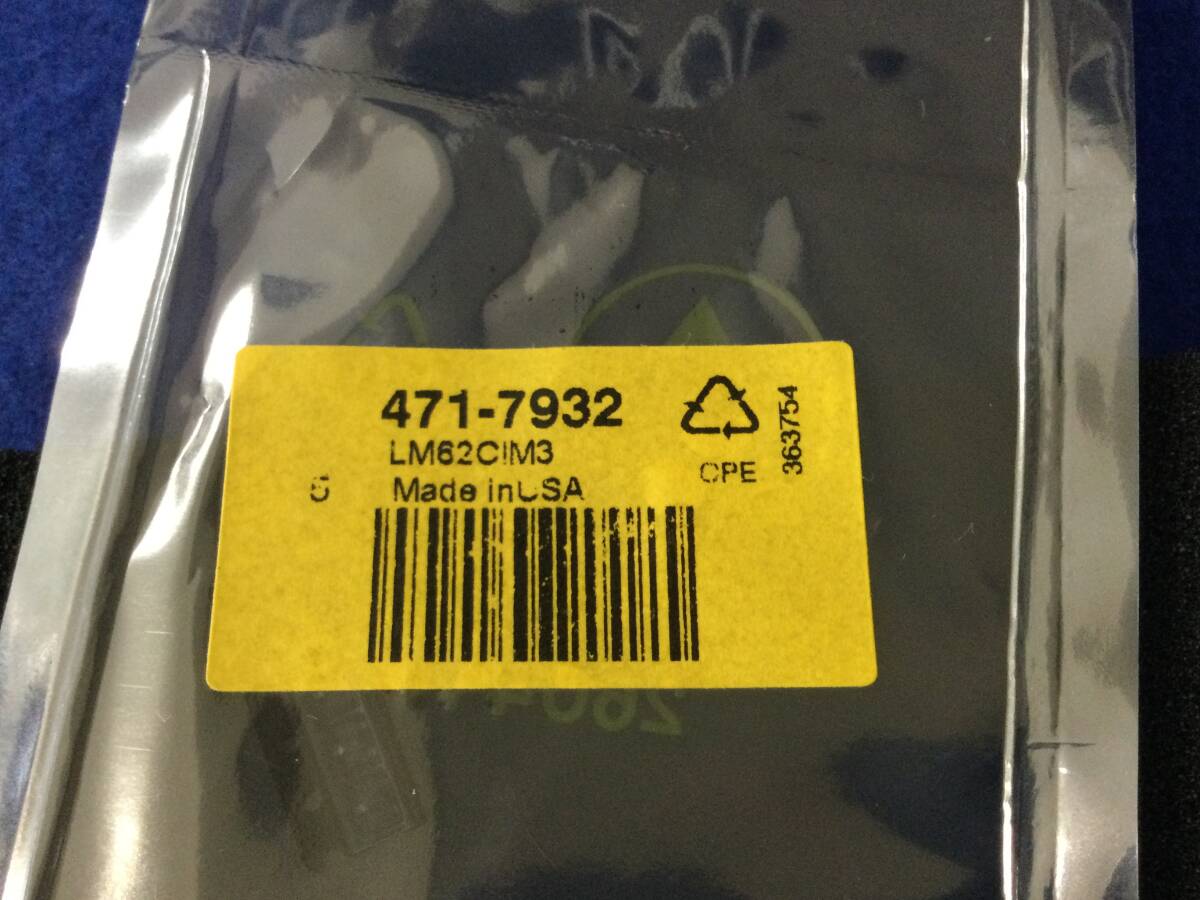 471-7932
LM62CIM3
5 Made inUSA
CPE
363754